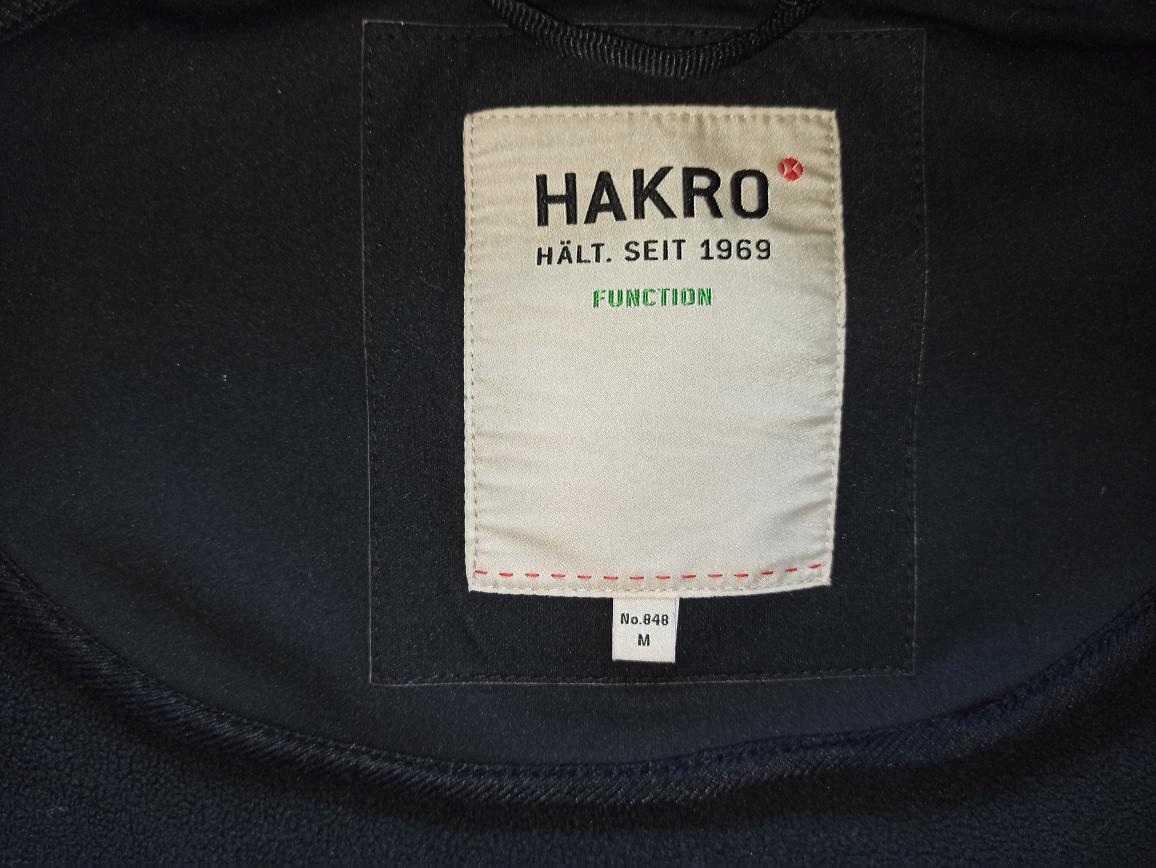 HAKRO
HÄLT. SEIT 1969
FUNCTION
No.848
M